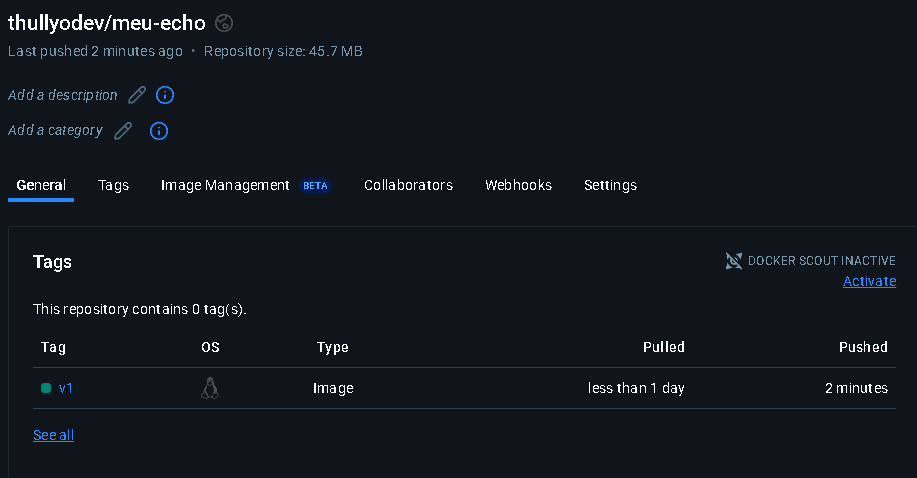 thullyodev/meu-echo
Last pushed 2 minutes ago • Repository size: 45.7 MB
Add a description
Add a category
General Tags Image Management BETA Collaborators Webhooks Settings
Tags
DOCKER SCOUT INACTIVE
Activate
This repository contains 0 tag(s).
Tag OS Type Pulled Pushed
v1 Image less than 1 day 2 minutes
See all